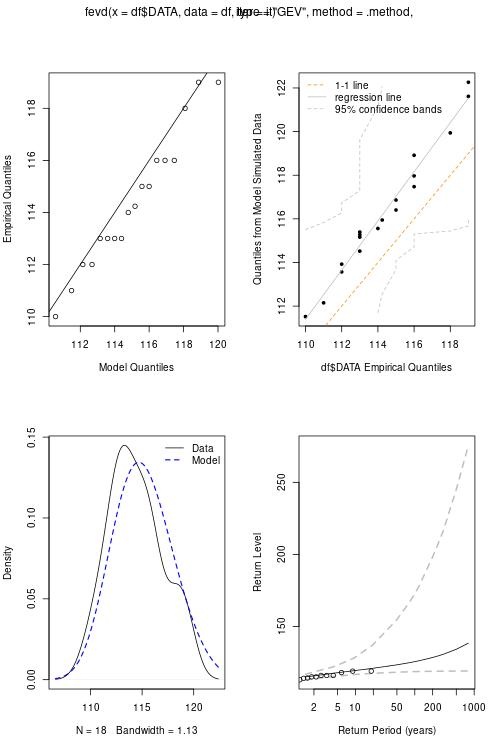 fevd(x = df$DATA, data = df, type = "GEV", method = .method,
1-1 line
regression line
95% confidence bands
Empirical Quantiles
110
112
114
116
118
112
114
116
118
120
Model Quantiles
Quantiles from Model Simulated Data
112
114
116
118
120
122
110
112
114
116
118
df$DATA Empirical Quantiles
Data
Model
Density
0.00
0.05
0.10
0.15
110
115
120
N = 18 Bandwidth = 1.13
Return Level
150
200
250
2
5
10
50
200
1000
Return Period (years)